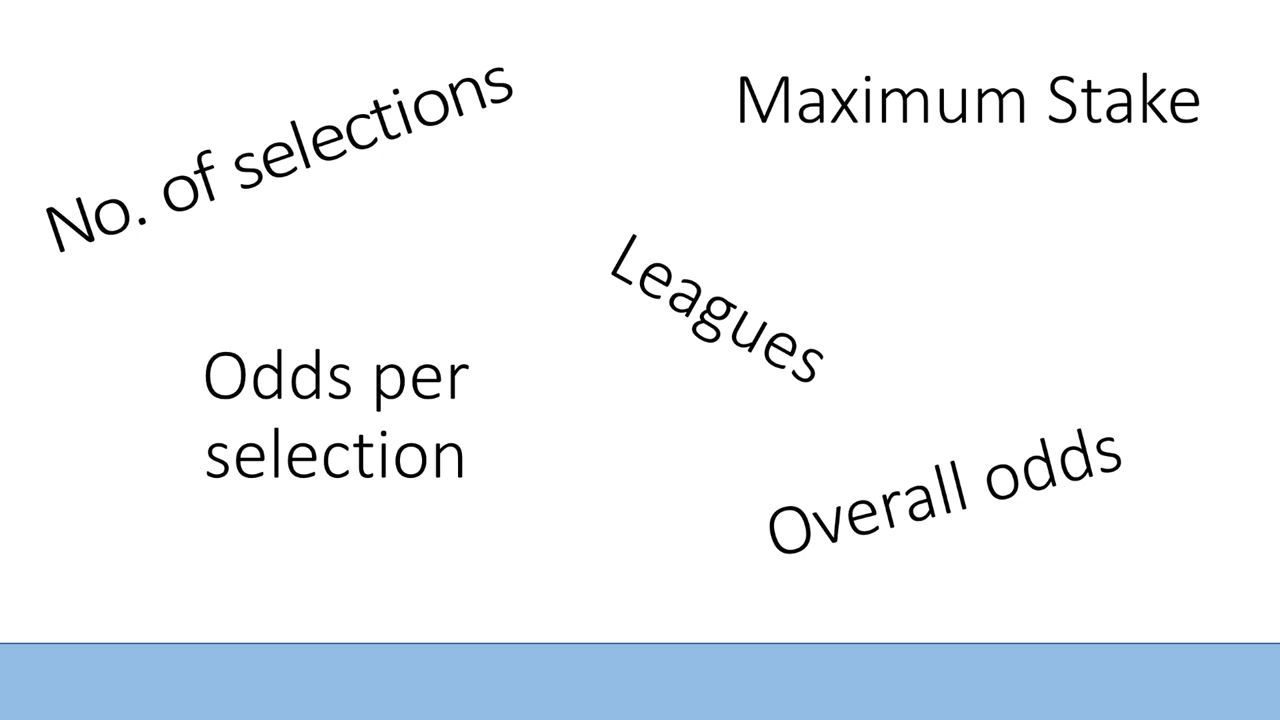 No. of selections
Maximum Stake
Leagues
Odds per
selection
Overall odds